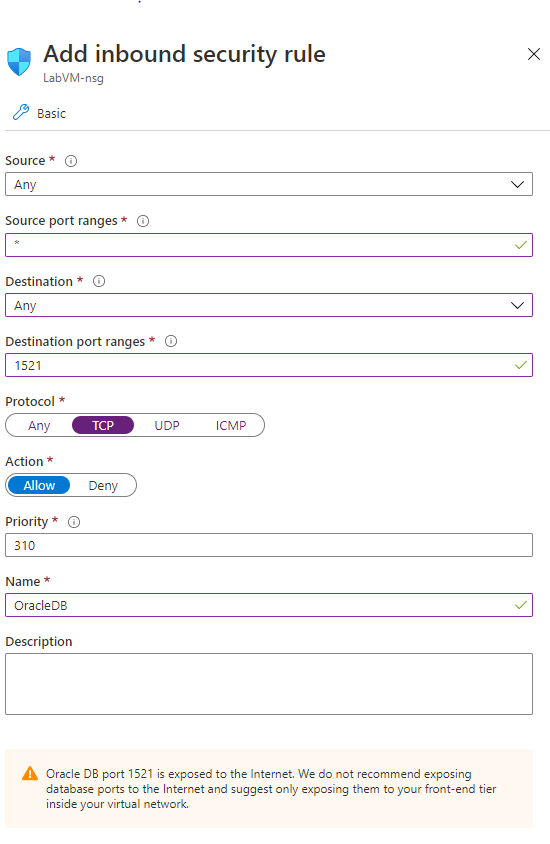 Add inbound security rule
LabVM-nsg
Basic
Source *
Any
Source port ranges *
*
Destination *
Any
Destination port ranges *
1521
Protocol *
Any TCP UDP ICMP
Action *
Allow Deny
Priority *
310
Name *
OracleDB
Description
Oracle DB port 1521 is exposed to the Internet. We do not recommend exposing
database ports to the Internet and suggest only exposing them to your front-end tier
inside your virtual network.